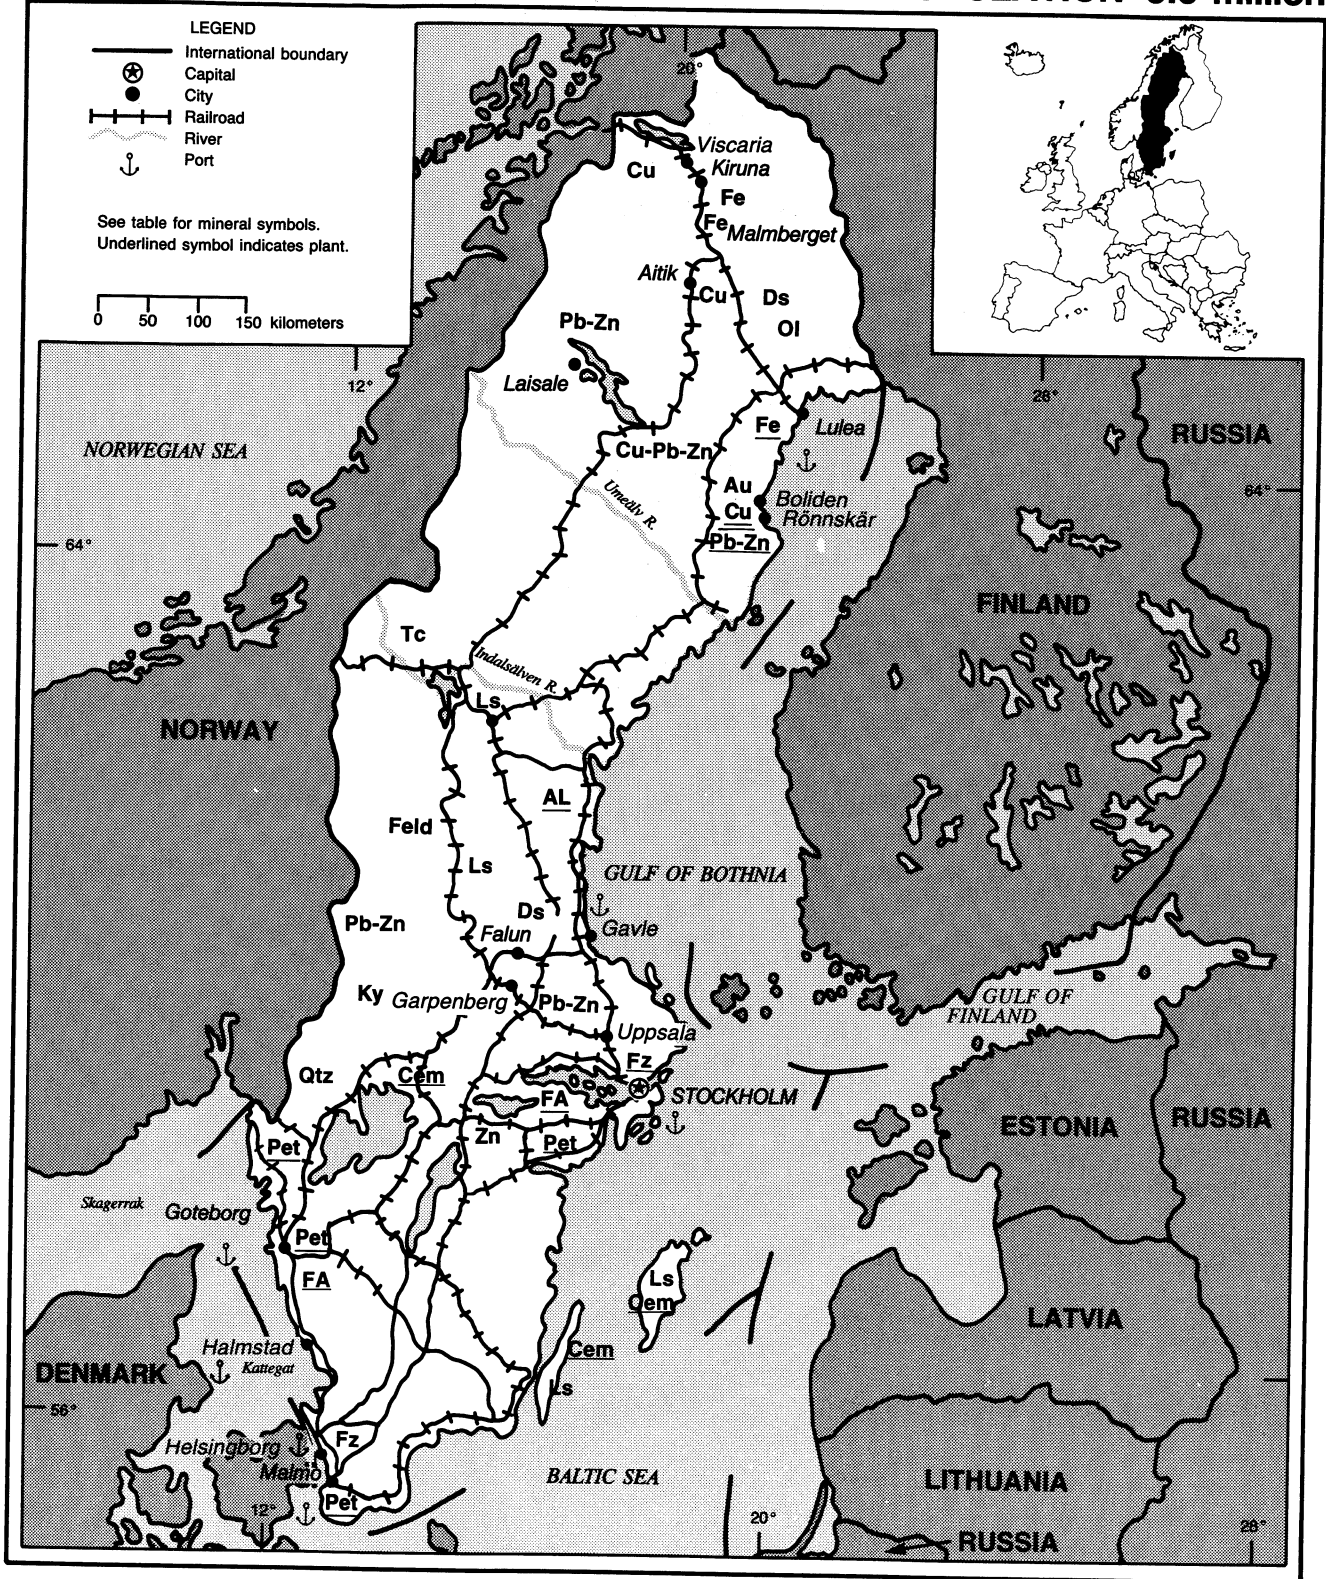 LEGEND
International boundary
Capital
City
Railroad
River
Port
See table for mineral symbols.
Underlined symbol indicates plant.
0 50 100 150 kilometers
20°
Viscaria
Kiruna
Cu
Fe
Fe
Malmberget
Aitik
Cu
Ds
Ol
Pb-Zn
Laisale
12°
28°
NORWEGIAN SEA
Fe
Lulea
RUSSIA
Cu-Pb-Zn
Umeälv R.
Au
Boliden
Cu
Rönnskär
Pb-Zn
64°
64°
FINLAND
Tc
Indalsälven R.
Ls
NORWAY
AL
Feld
Ls
GULF OF BOTHNIA
Ds
Pb-Zn
Falun
Gavle
Ky
Garpenberg
Pb-Zn
Uppsala
GULF OF
FINLAND
Qtz
Cem
Fz
FA
STOCKHOLM
ESTONIA
RUSSIA
Zn
Pet
Pet
Skagerrak
Goteborg
Pet
FA
Ls
Cem
LATVIA
Halmstad
Kattegat
Cem
Ls
DENMARK
56°
Helsingborg
Fz
Malmö
Pet
BALTIC SEA
LITHUANIA
12°
20°
28°
RUSSIA